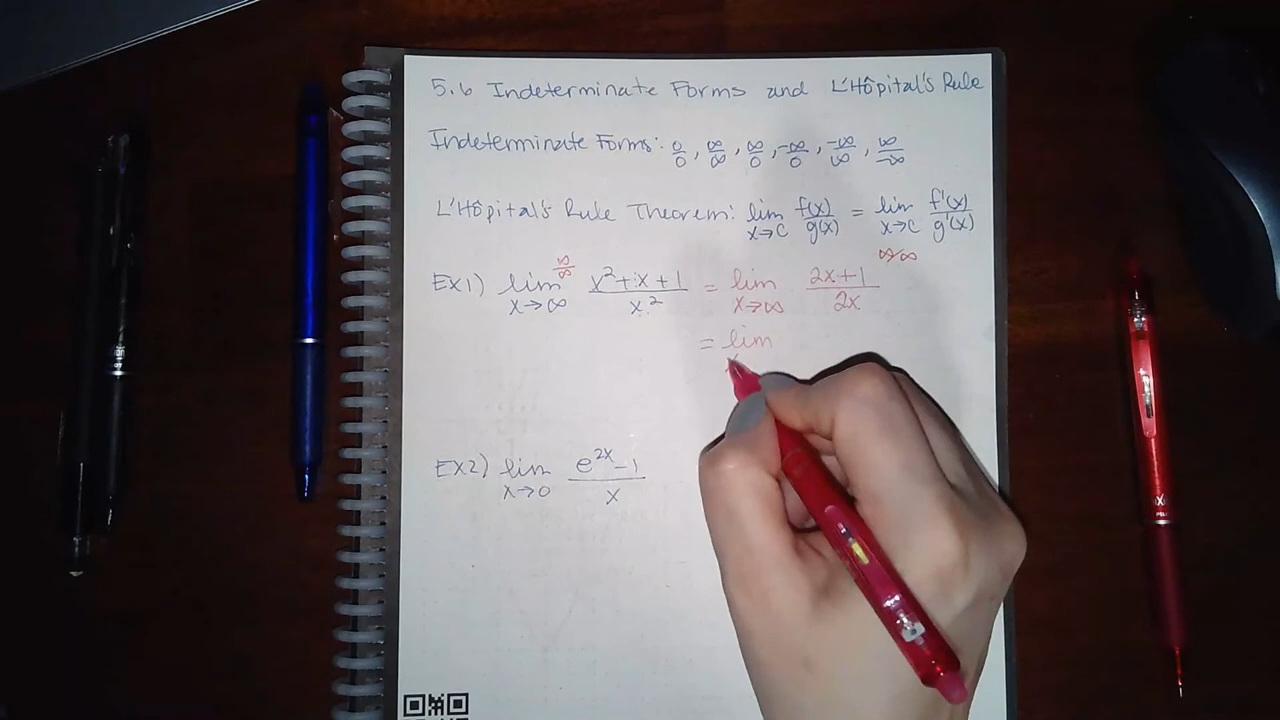 5.6 Indeterminate Forms and L'Hôpital's Rule
Indeterminate Forms: 0/0, ∞/∞, ∞/0, -∞/0, -∞/∞, ∞/-∞
L'Hôpital's Rule Theorem: lim x→c f(x)/g(x) = lim x→c f'(x)/g'(x)
∞/∞ ∞/∞
EX1) lim x→∞ x²+x+1/x² = lim x→∞ 2x+1/2x
= lim x
EX2) lim x→0 e^2x-1/x